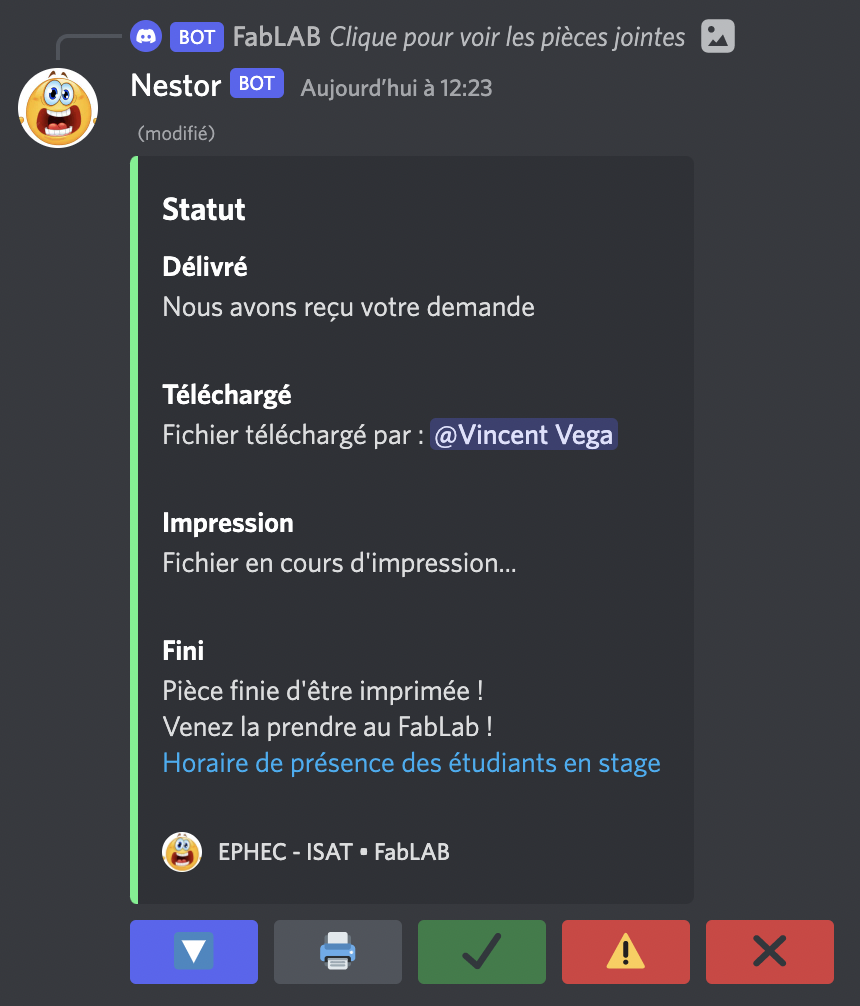 BOT FabLAB Clique pour voir les pièces jointes
Nestor BOT Aujourd’hui à 12:23
(modifié)
Statut
Délivré
Nous avons reçu votre demande
Téléchargé
Fichier téléchargé par : @Vincent Vega
Impression
Fichier en cours d'impression...
Fini
Pièce finie d'être imprimée !
Venez la prendre au FabLab !
Horaire de présence des étudiants en stage
EPHEC - ISAT • FabLAB